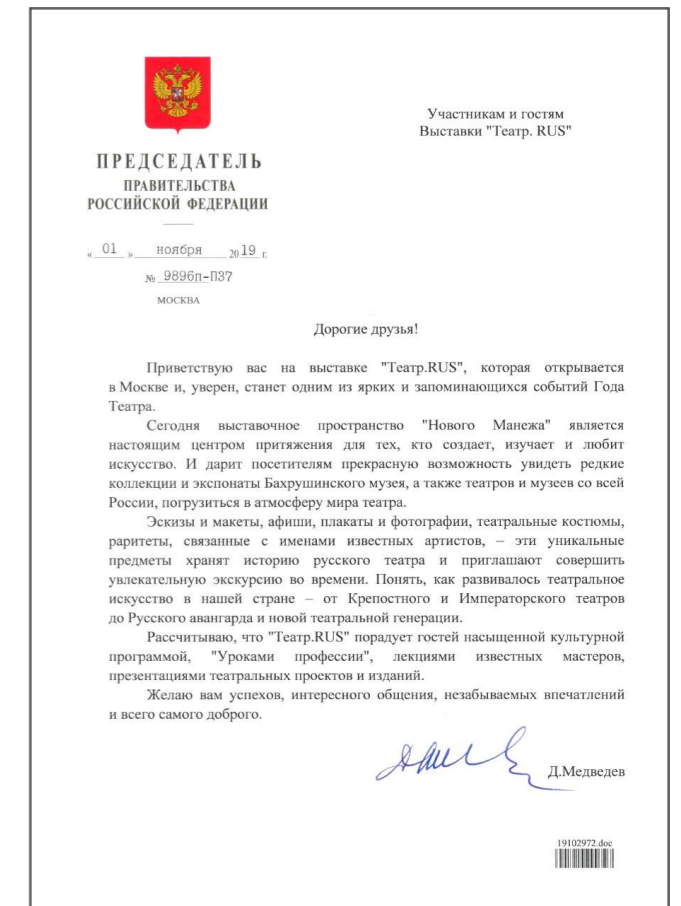 Участникам и гостям
Выставки "Театр. RUS"
ПРЕДСЕДАТЕЛЬ
ПРАВИТЕЛЬСТВА
РОССИЙСКОЙ ФЕДЕРАЦИИ
« 01 » ноября 2019 г.
№ 9896п-П37
МОСКВА
Дорогие друзья!
Приветствую вас на выставке "Театр.RUS", которая открывается
в Москве и, уверен, станет одним из ярких и запоминающихся событий Года
Театра.
Сегодня выставочное пространство "Нового Манежа" является
настоящим центром притяжения для тех, кто создает, изучает и любит
искусство. И дарит посетителям прекрасную возможность увидеть редкие
коллекции и экспонаты Бахрушинского музея, а также театров и музеев со всей
России, погрузиться в атмосферу мира театра.
Эскизы и макеты, афиши, плакаты и фотографии, театральные костюмы,
раритеты, связанные с именами известных артистов, – эти уникальные
предметы хранят историю русского театра и приглашают совершить
увлекательную экскурсию во времени. Понять, как развивалось театральное
искусство в нашей стране – от Крепостного и Императорского театров
до Русского авангарда и новой театральной генерации.
Рассчитываю, что "Театр.RUS" порадует гостей насыщенной культурной
программой, "Уроками профессии", лекциями известных мастеров,
презентациями театральных проектов и изданий.
Желаю вам успехов, интересного общения, незабываемых впечатлений
и всего самого доброго.
Д.Медведев
19102972.doc